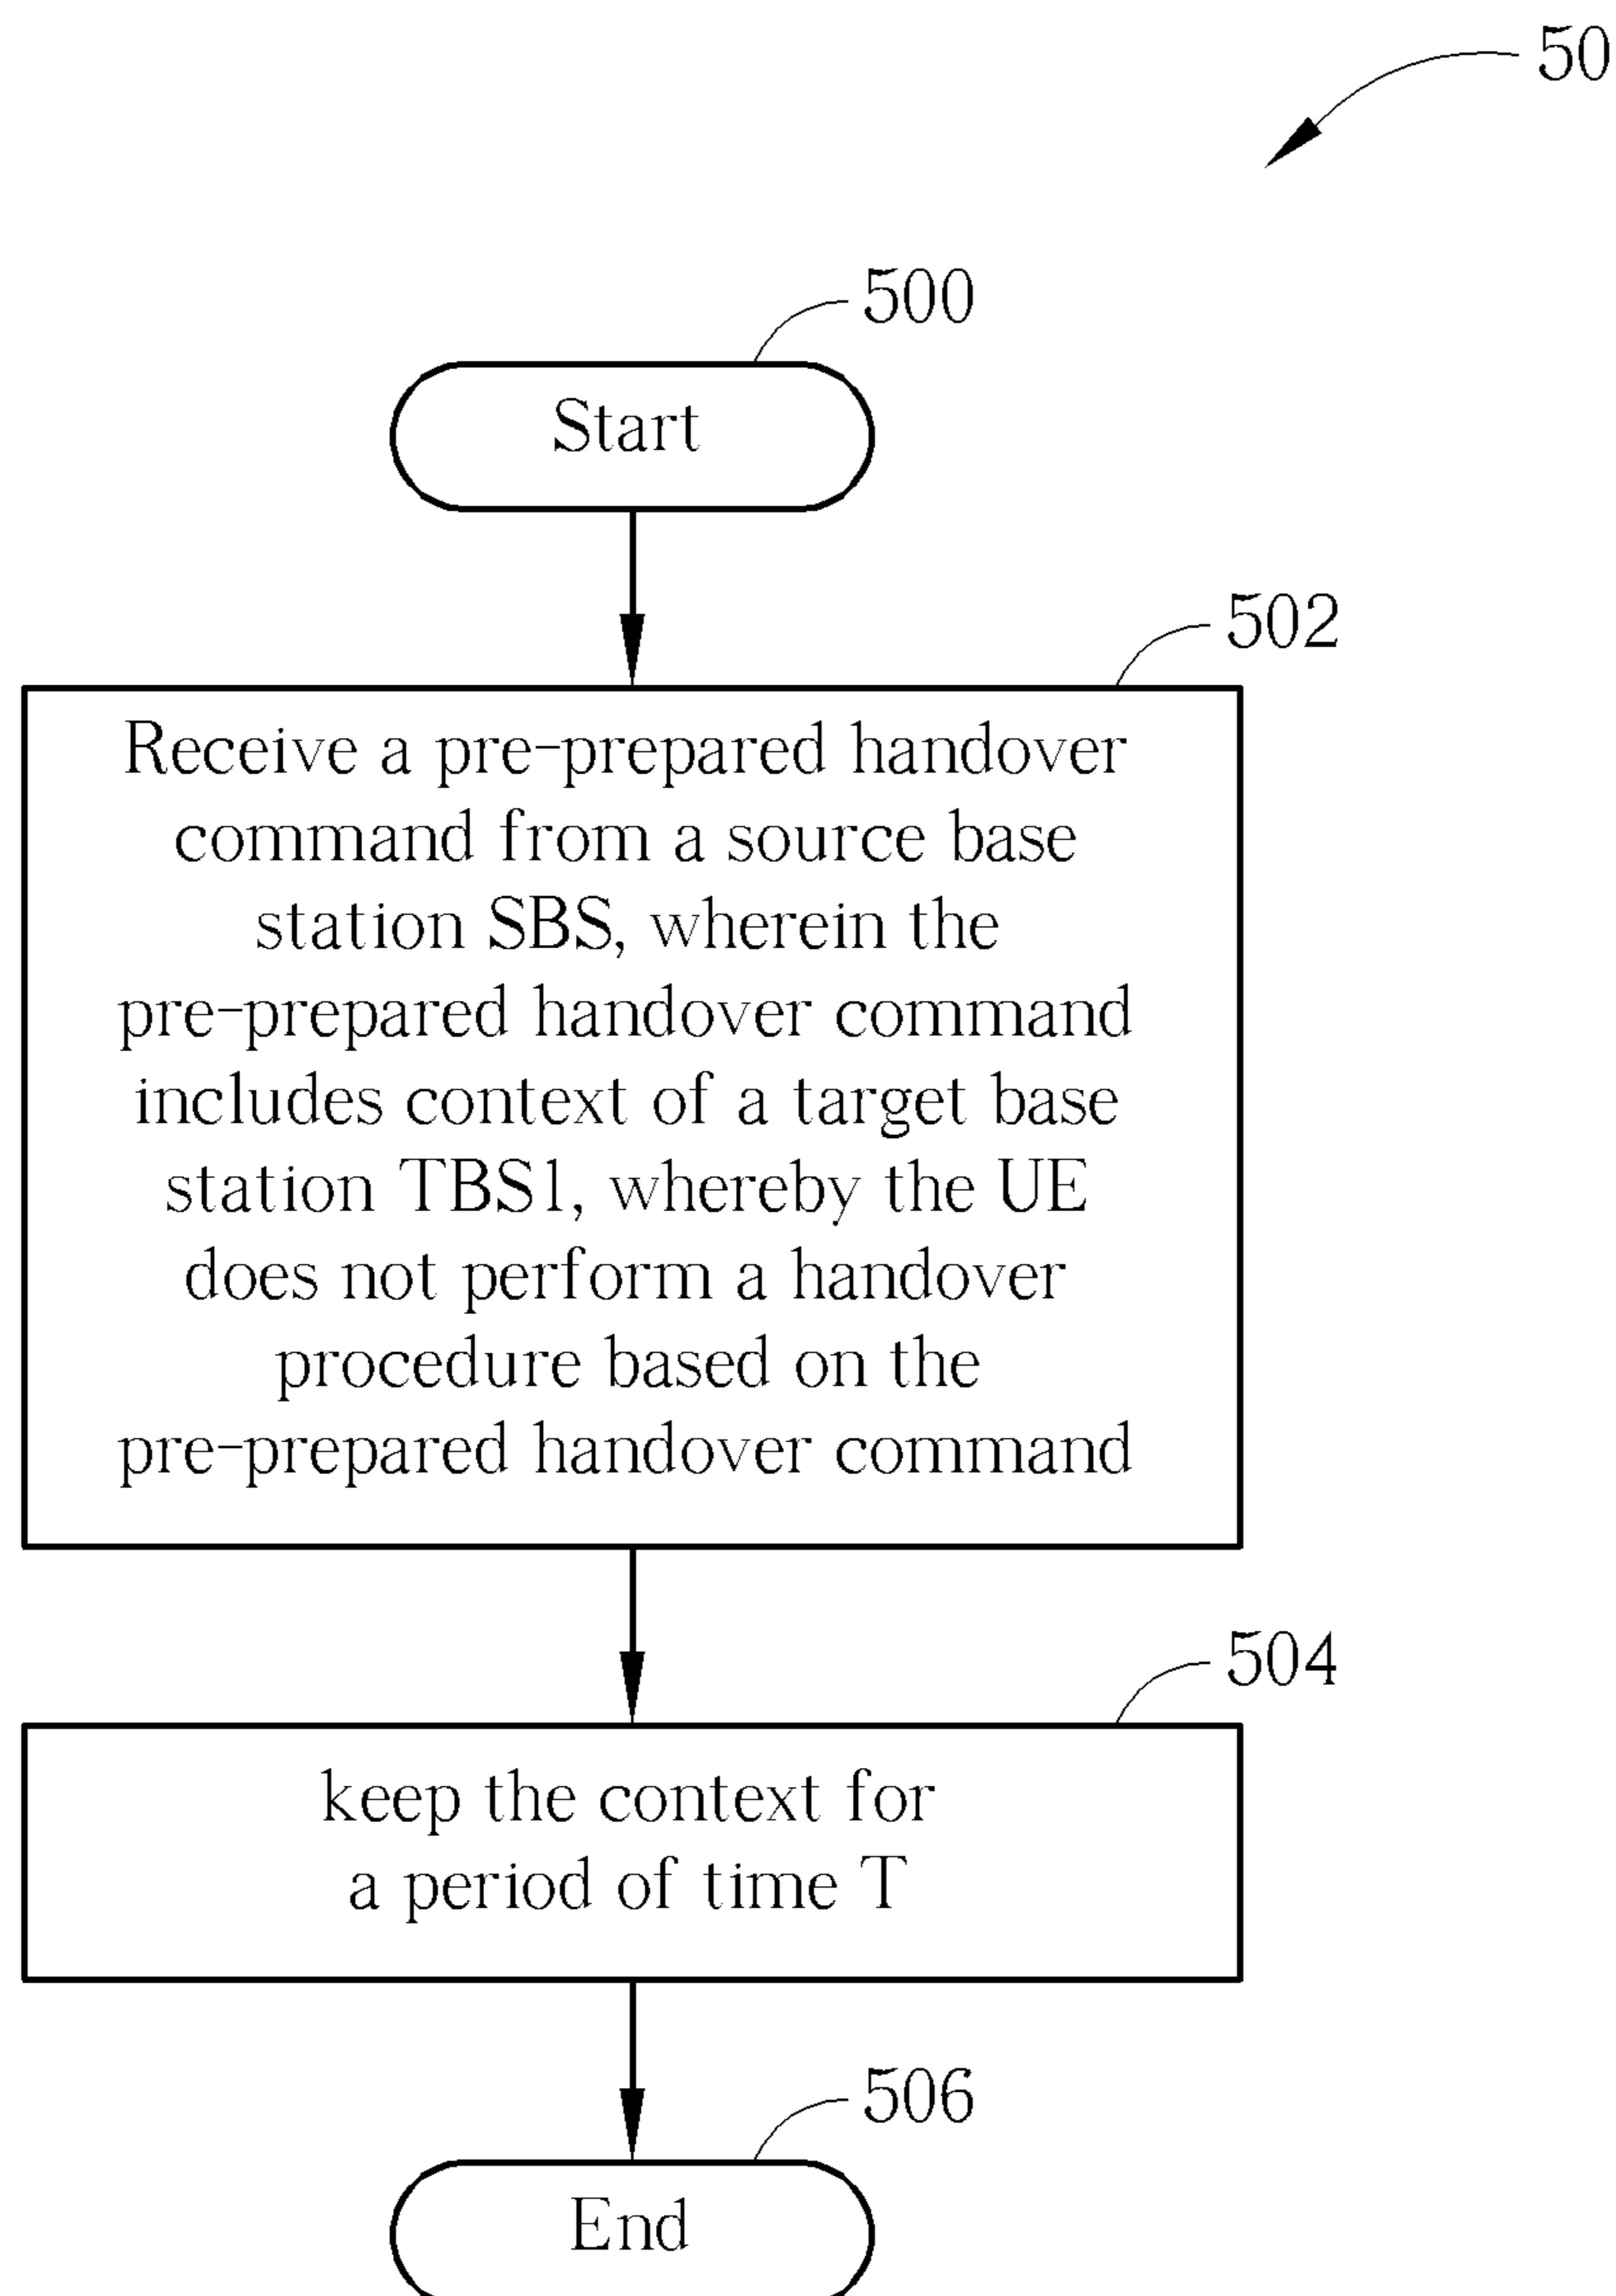 50
500
Start
502
Receive a pre-prepared handover
command from a source base
station SBS, wherein the
pre-prepared handover command
includes context of a target base
station TBS1, whereby the UE
does not perform a handover
procedure based on the
pre-prepared handover command
504
keep the context for
a period of time T
506
End